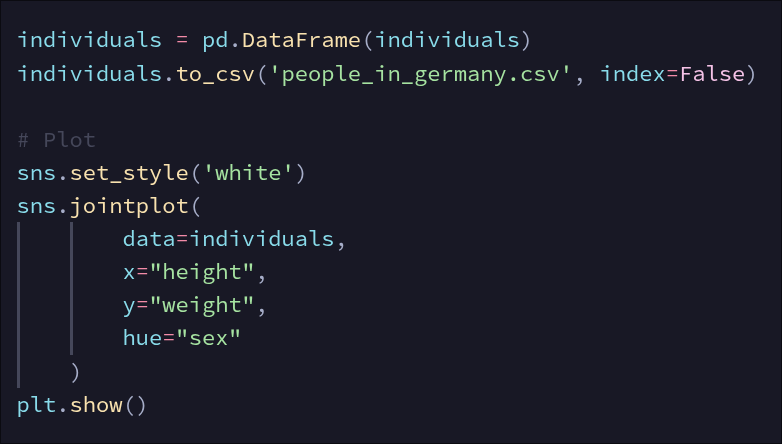 individuals = pd.DataFrame(individuals)
individuals.to_csv('people_in_germany.csv', index=False)
# Plot
sns.set_style('white')
sns.jointplot(
data=individuals,
x="height",
y="weight",
hue="sex"
)
plt.show()